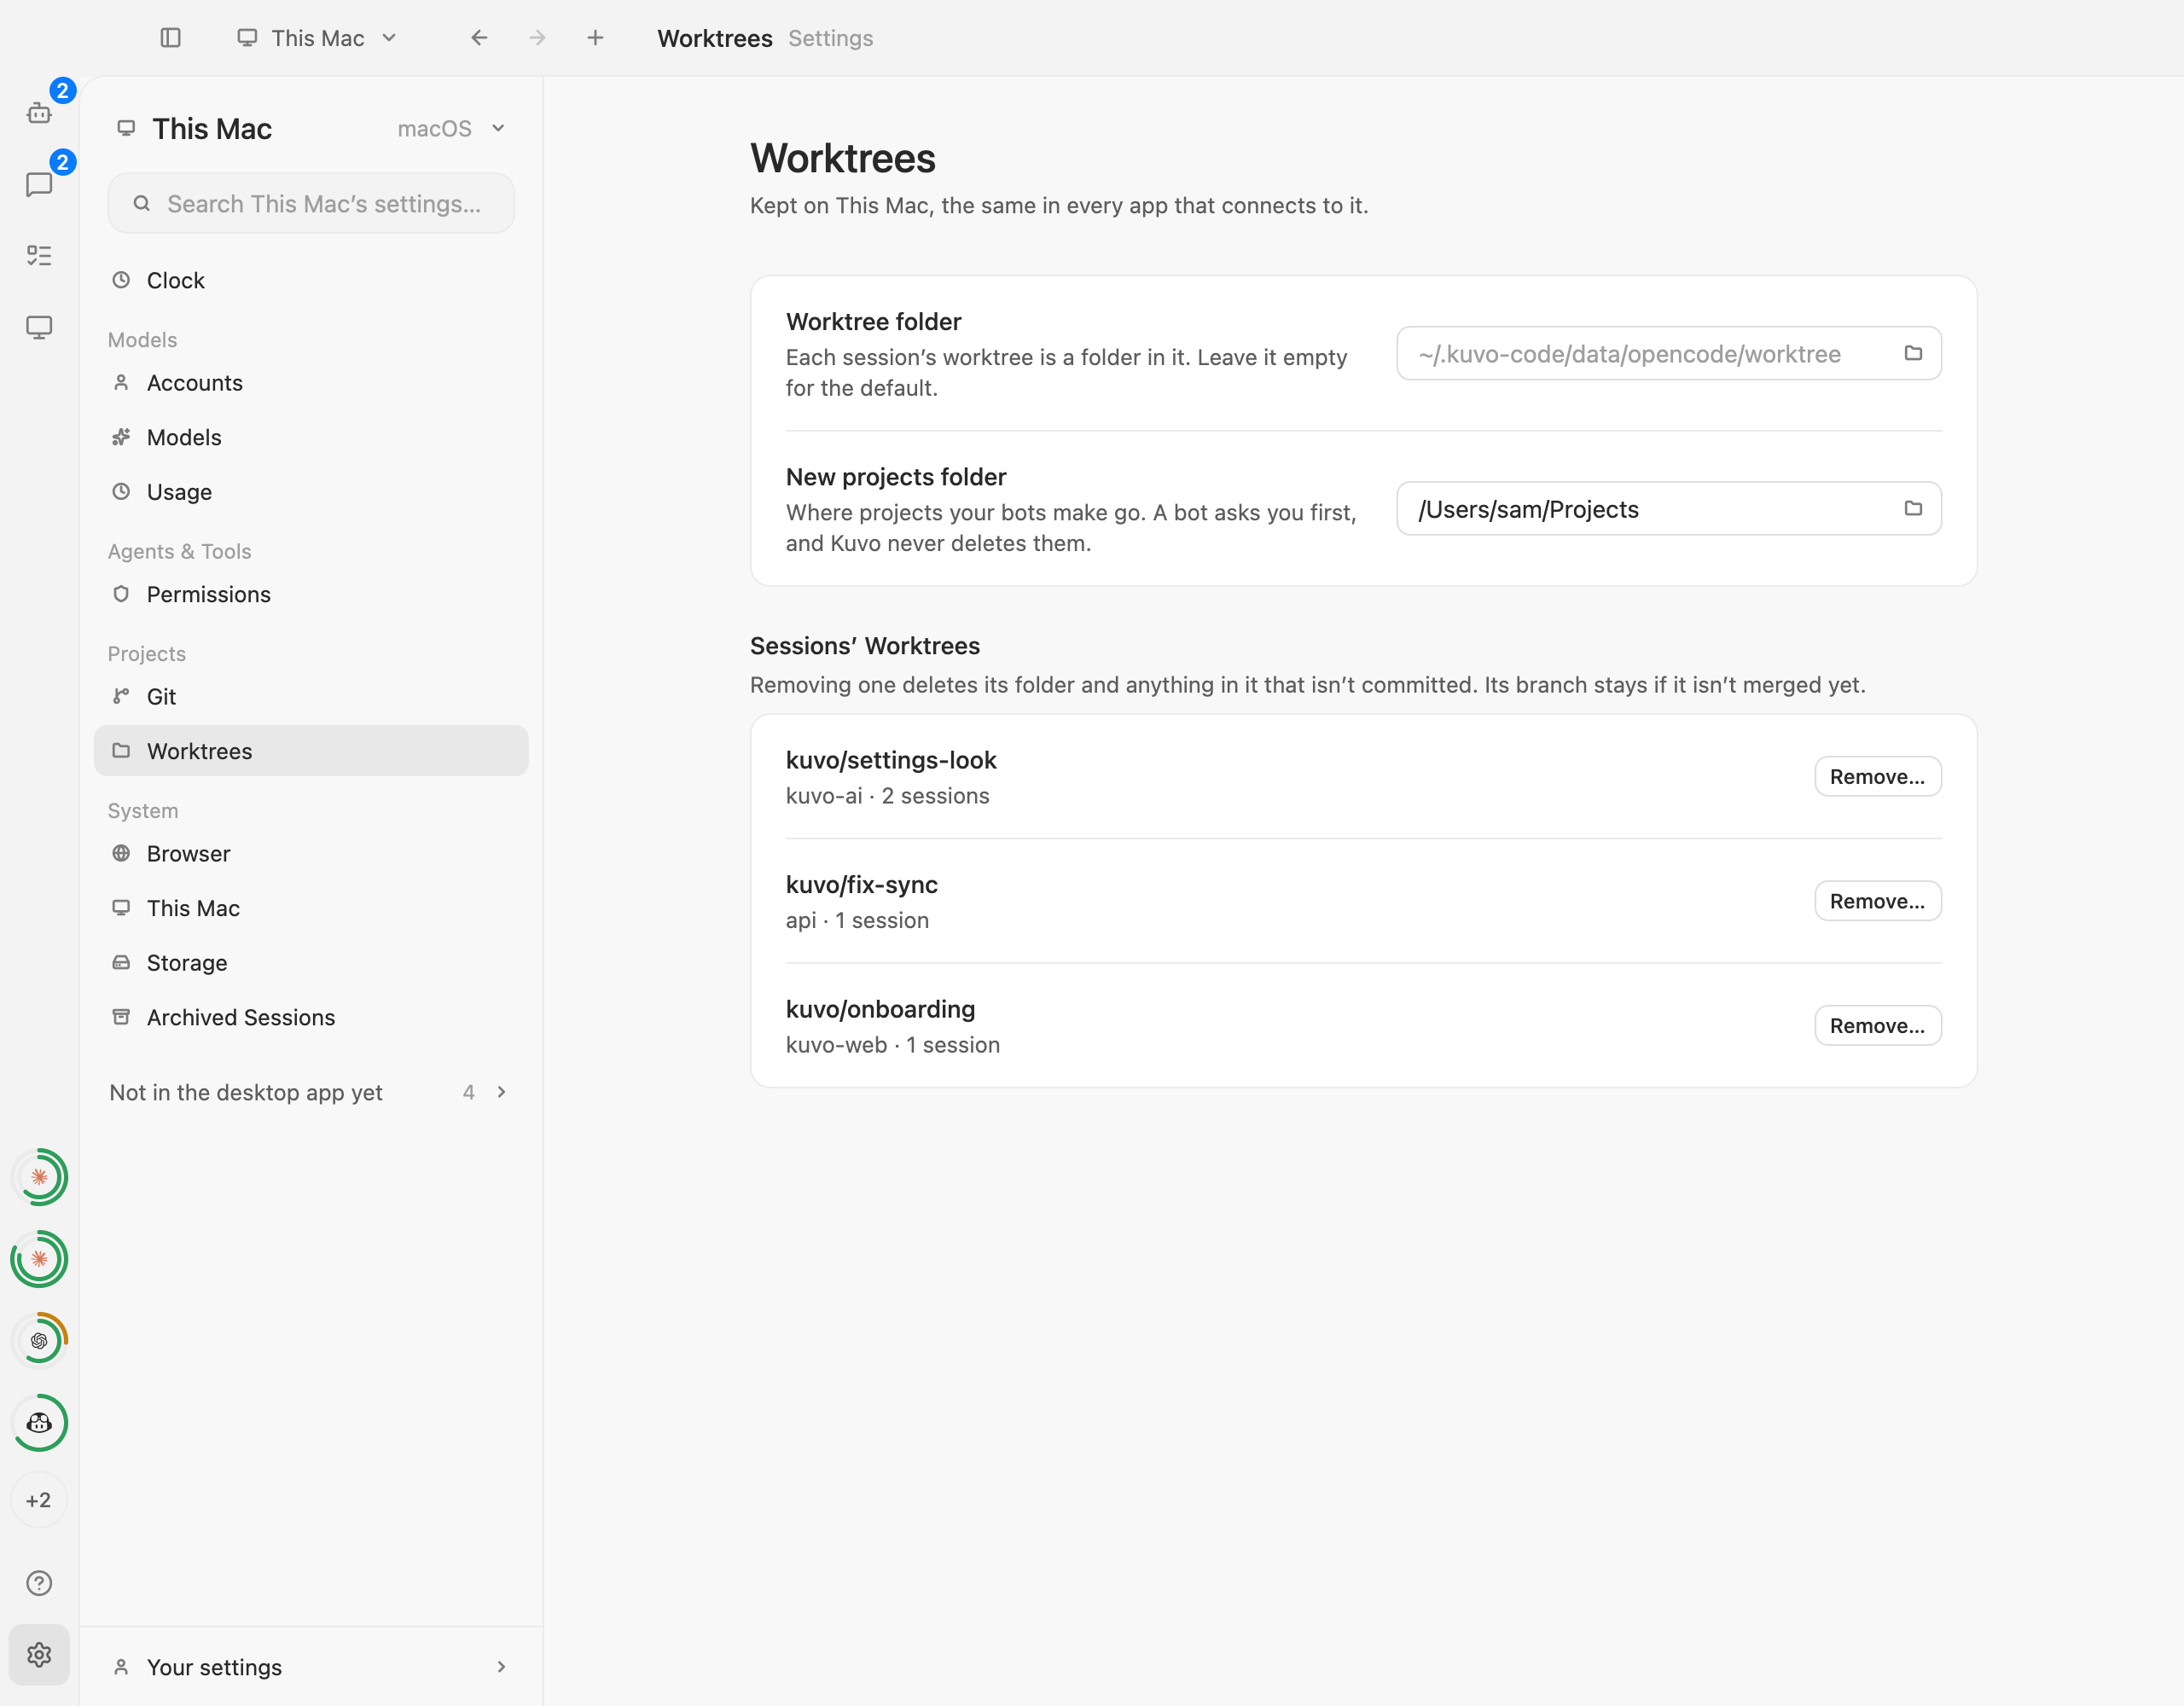 This Mac
Worktrees Settings
2
2
This Mac macOS
Search This Mac’s settings...
Clock
Models
Accounts
Models
Usage
Agents & Tools
Permissions
Projects
Git
Worktrees
System
Browser
This Mac
Storage
Archived Sessions
Not in the desktop app yet 4
+2
Your settings
Worktrees
Kept on This Mac, the same in every app that connects to it.
Worktree folder
Each session’s worktree is a folder in it. Leave it empty
for the default.
~/.kuvo-code/data/opencode/worktree
New projects folder
Where projects your bots make go. A bot asks you first,
and Kuvo never deletes them.
/Users/sam/Projects
Sessions’ Worktrees
Removing one deletes its folder and anything in it that isn’t committed. Its branch stays if it isn’t merged yet.
kuvo/settings-look
kuvo-ai · 2 sessions
Remove...
kuvo/fix-sync
api · 1 session
Remove...
kuvo/onboarding
kuvo-web · 1 session
Remove...